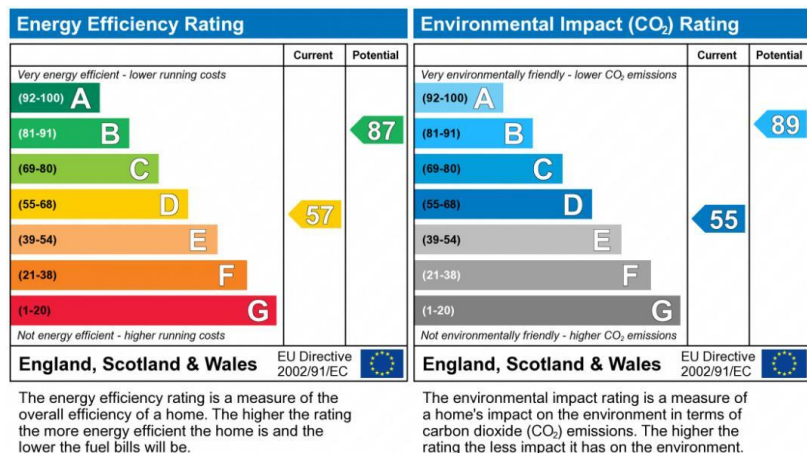 Energy Efficiency Rating
Current Potential
Very energy efficient - lower running costs
(92-100) A
(81-91) B
87
(69-80) C
(55-68) D
57
(39-54) E
(21-38) F
(1-20) G
Not energy efficient - higher running costs
England, Scotland & Wales
EU Directive
2002/91/EC
The energy efficiency rating is a measure of the
overall efficiency of a home. The higher the rating
the more energy efficient the home is and the
lower the fuel bills will be.
Environmental Impact (CO₂) Rating
Current Potential
Very environmentally friendly - lower CO₂ emissions
(92-100) A
(81-91) B
89
(69-80) C
(55-68) D
55
(39-54) E
(21-38) F
(1-20) G
Not environmentally friendly - higher CO₂ emissions
England, Scotland & Wales
EU Directive
2002/91/EC
The environmental impact rating is a measure of
a home's impact on the environment in terms of
carbon dioxide (CO₂) emissions. The higher the
rating the less impact it has on the environment.